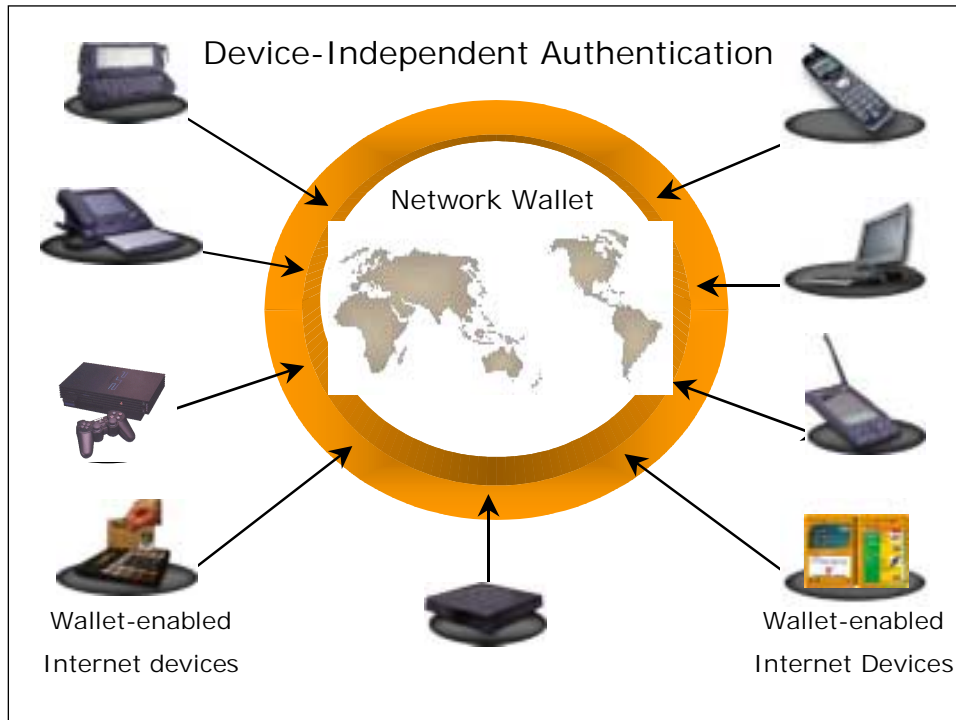 Device-Independent Authentication
Network Wallet
Wallet-enabled
Internet devices
Wallet-enabled
Internet Devices